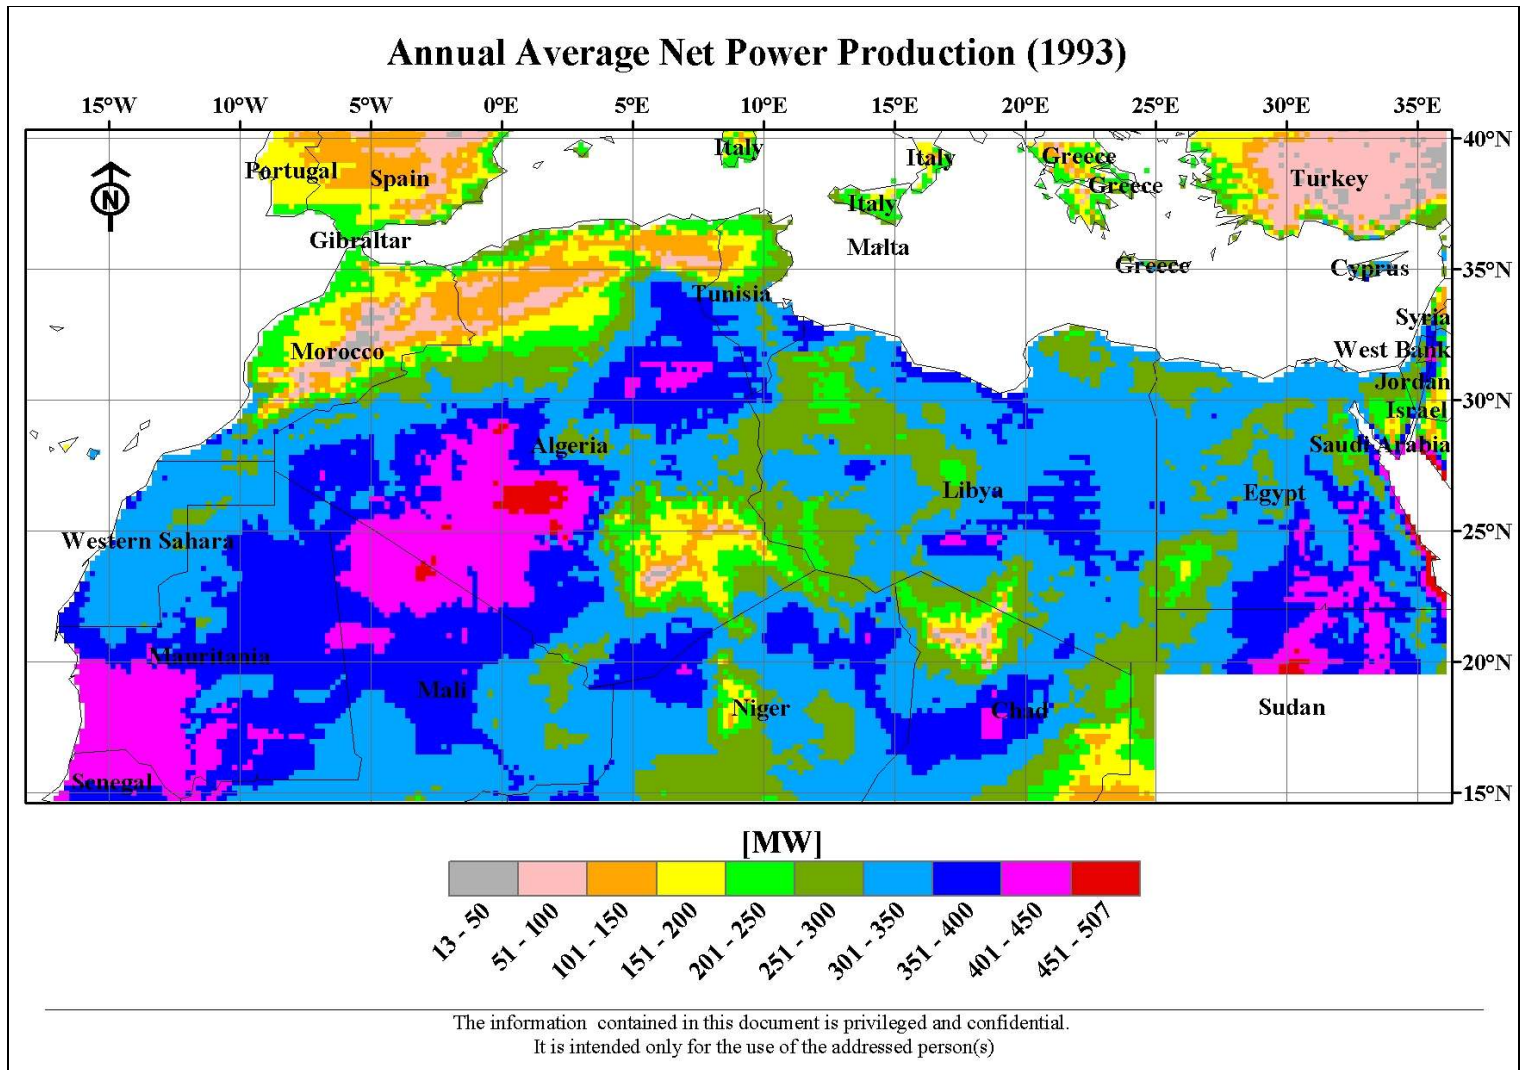 Annual Average Net Power Production (1993)
15°W 10°W 5°W 0°E 5°E 10°E 15°E 20°E 25°E 30°E 35°E
40°N
N
Portugal
Spain
Italy
Italy
Italy
Greece
Greece
Turkey
Gibraltar
Malta
Greece
Cyprus
35°N
Tunisia
Syria
Morocco
West Bank
Jordan
30°N
Israel
Algeria
Saudi Arabia
Libya
Egypt
Western Sahara
25°N
Mauritania
20°N
Mali
Niger
Chad
Sudan
Senegal
15°N
[MW]
13 - 50
51 - 100
101 - 150
151 - 200
201 - 250
251 - 300
301 - 350
351 - 400
401 - 450
451 - 507
The information contained in this document is privileged and confidential.
It is intended only for the use of the addressed person(s)